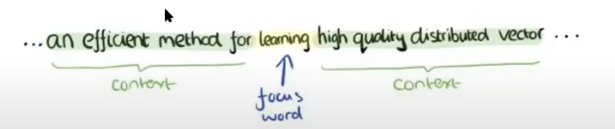 ...an efficient method for learning high quality distributed vector ...
context
context
focus
word